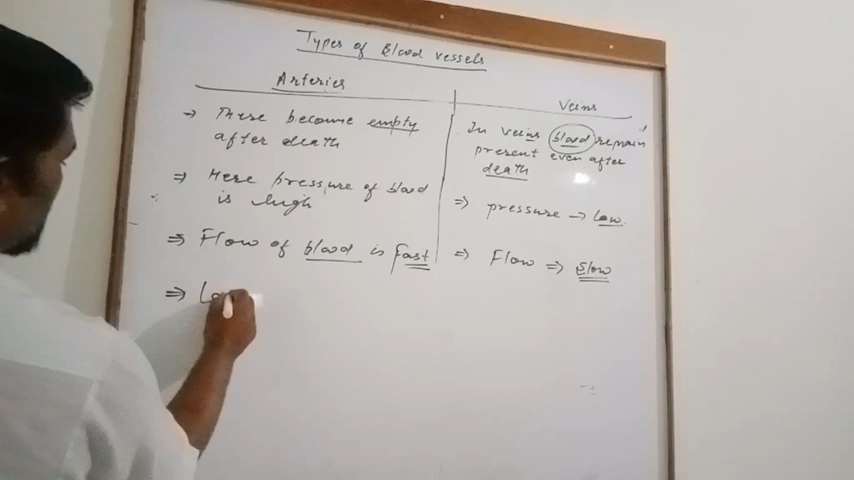 Types of Blood vessels
Arteries
→ These become empty
after death
⇒ Here pressure of blood
is high
⇒ Flow of blood is Fast
⇒ Lo
Veins
In veins blood remain
present even after
death
⇒ pressure → Low.
⇒ Flow ⇒ Slow